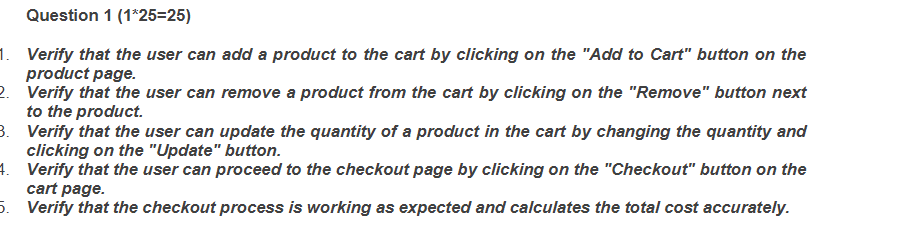 Question 1 (1*25=25)
1. Verify that the user can add a product to the cart by clicking on the "Add to Cart" button on the
product page.
2. Verify that the user can remove a product from the cart by clicking on the "Remove" button next
to the product.
3. Verify that the user can update the quantity of a product in the cart by changing the quantity and
clicking on the "Update" button.
4. Verify that the user can proceed to the checkout page by clicking on the "Checkout" button on the
cart page.
5. Verify that the checkout process is working as expected and calculates the total cost accurately.